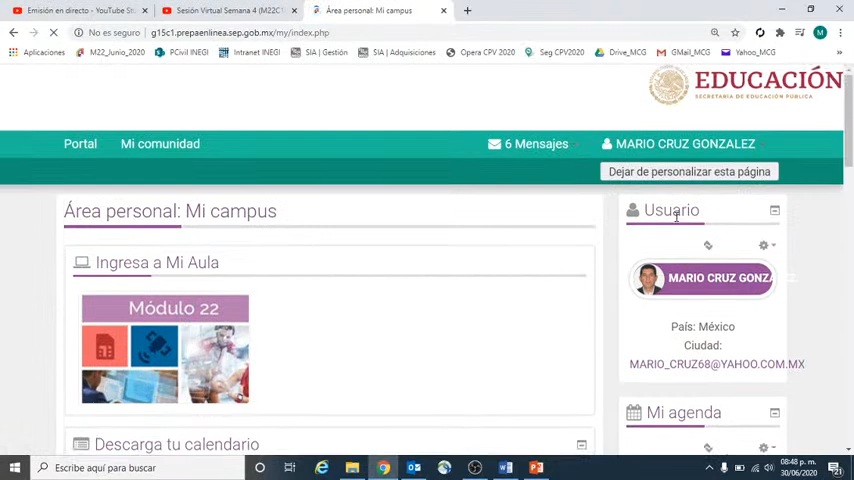 Emisión en directo - YouTube St
Sesión Virtual Semana 4 (M22C1
Área personal: Mi campus
No es seguro | g15c1.prepaenlinea.sep.gob.mx/my/index.php
M
Aplicaciones
M22_Junio_2020
PCivil INEGI
Intranet INEGI
SIA | Gestión
SIA | Adquisiciones
Opera CPV 2020
Seg CPV2020
Drive_MCG
GMail_MCG
Yahoo_MCG
EDUCACIÓN
SECRETARÍA DE EDUCACIÓN PÚBLICA
Portal
Mi comunidad
6 Mensajes
MARIO CRUZ GONZALEZ
Dejar de personalizar esta página
Área personal: Mi campus
Usuario
Ingresa a Mi Aula
MARIO CRUZ GONZALEZ
Módulo 22
País: México
Ciudad:
MARIO_CRUZ68@YAHOO.COM.MX
Mi agenda
Descarga tu calendario
Escribe aquí para buscar
08:48 p. m.
30/06/2020
21